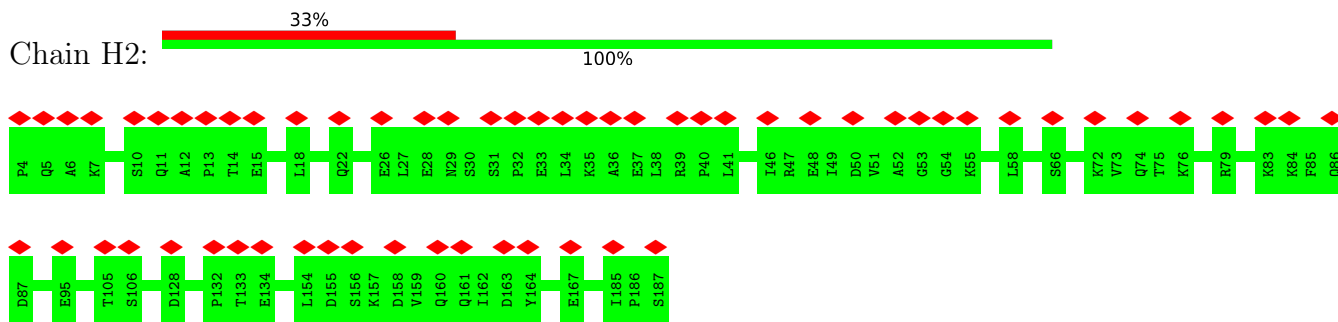 33%
Chain H2:
100%
P4 Q5 A6 K7 S10 Q11 A12 P13 T14 E15 L18 Q22 E26 L27 E28 N29 S30 S31 P32 E33 L34 K35 A36 E37 L38 R39 P40 L41 I46 R47 E48 I49 D50 V51 A52 G53 G54 K55 L58 S66 K72 V73 Q74 T75 K76 R79 K83 K84 F85 Q86
D87 E95 T105 S106 D128 P132 T133 E134 L154 D155 S156 K157 D158 V159 Q160 Q161 I162 D163 Y164 E167 I185 P186 S187